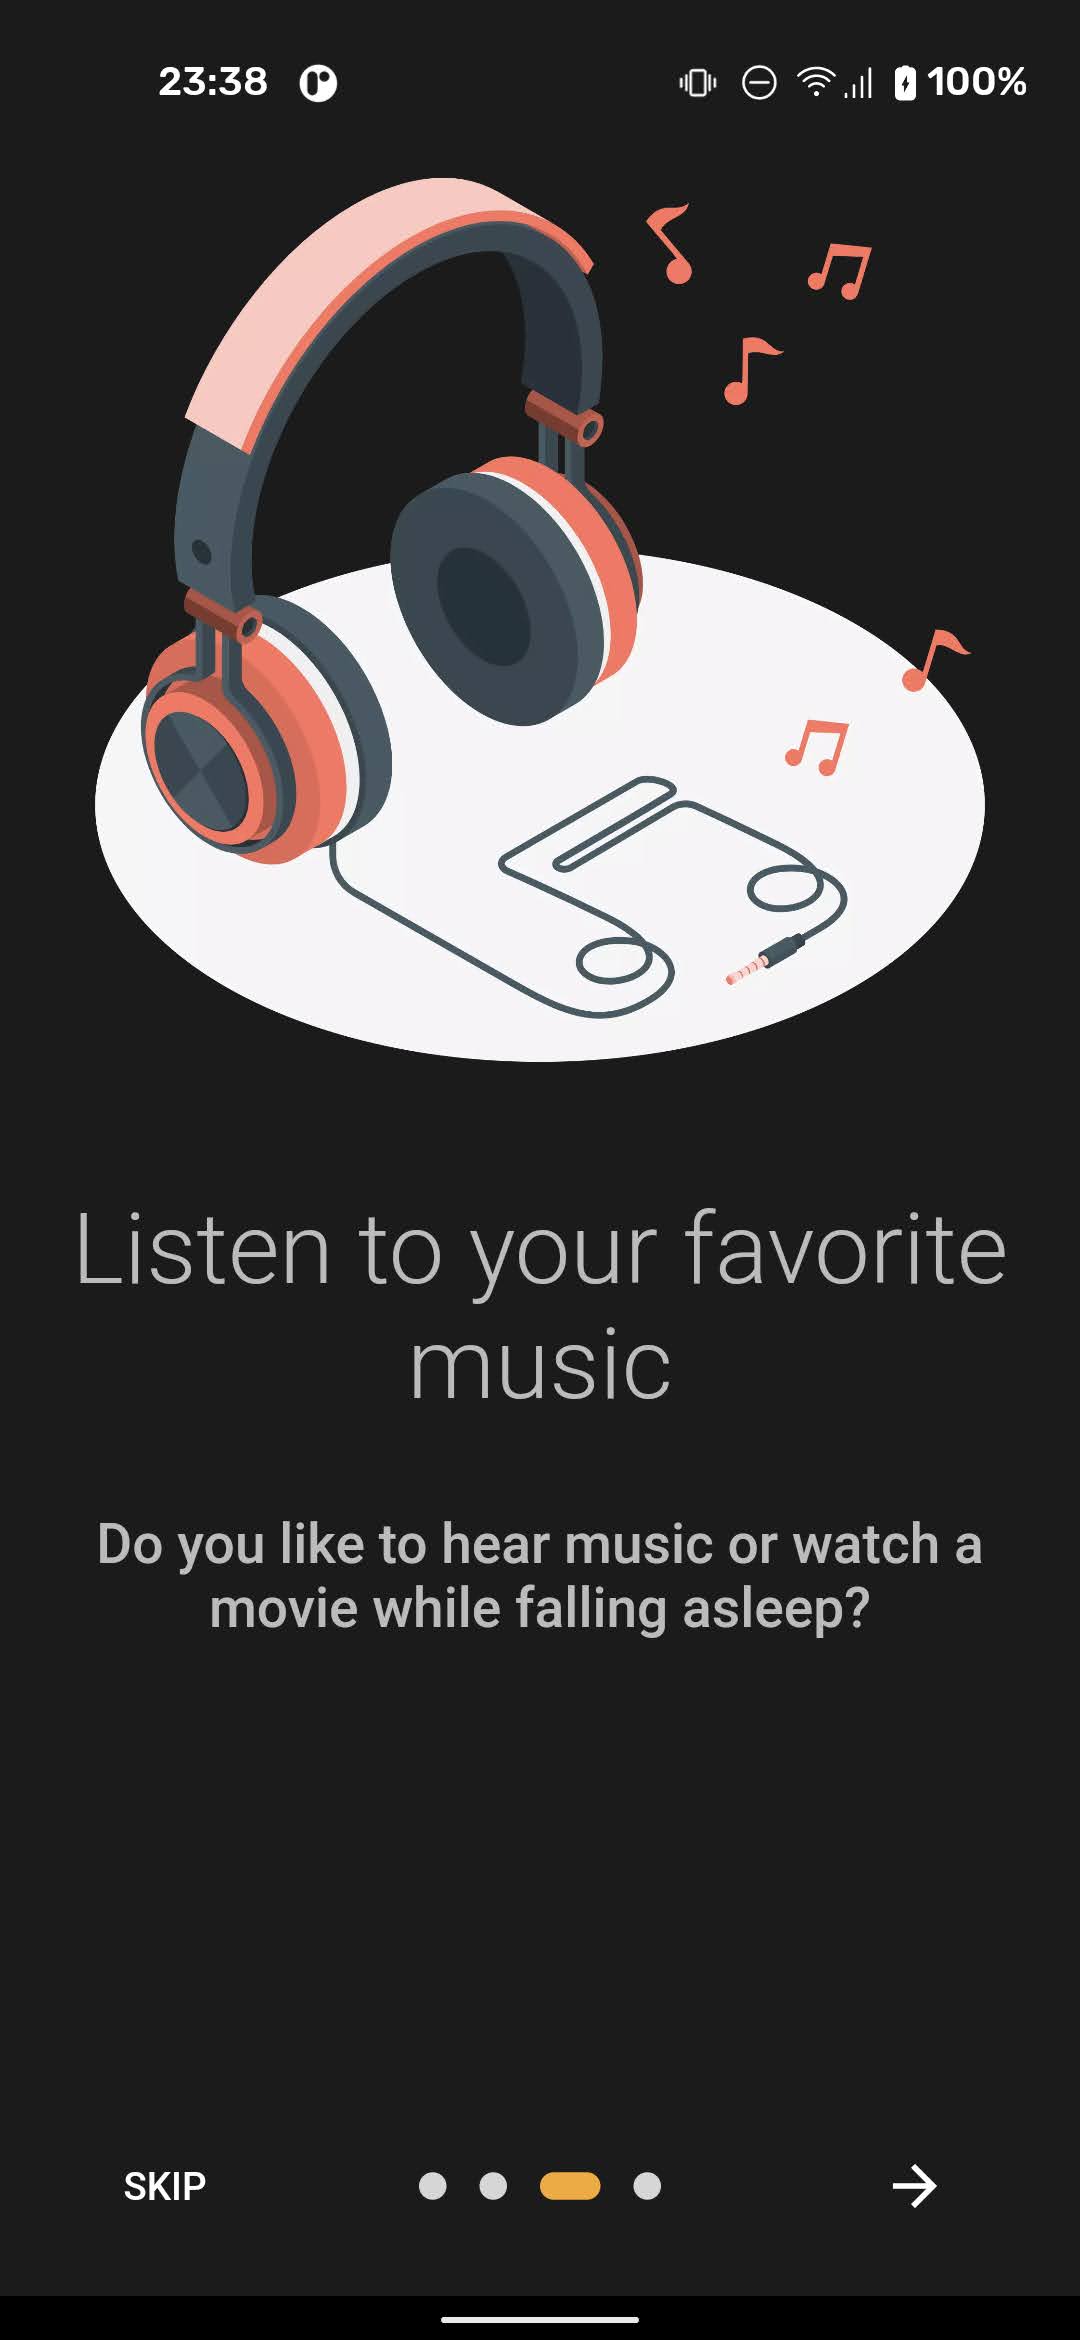 23:38
100%
Listen to your favorite
music
Do you like to hear music or watch a
movie while falling asleep?
SKIP